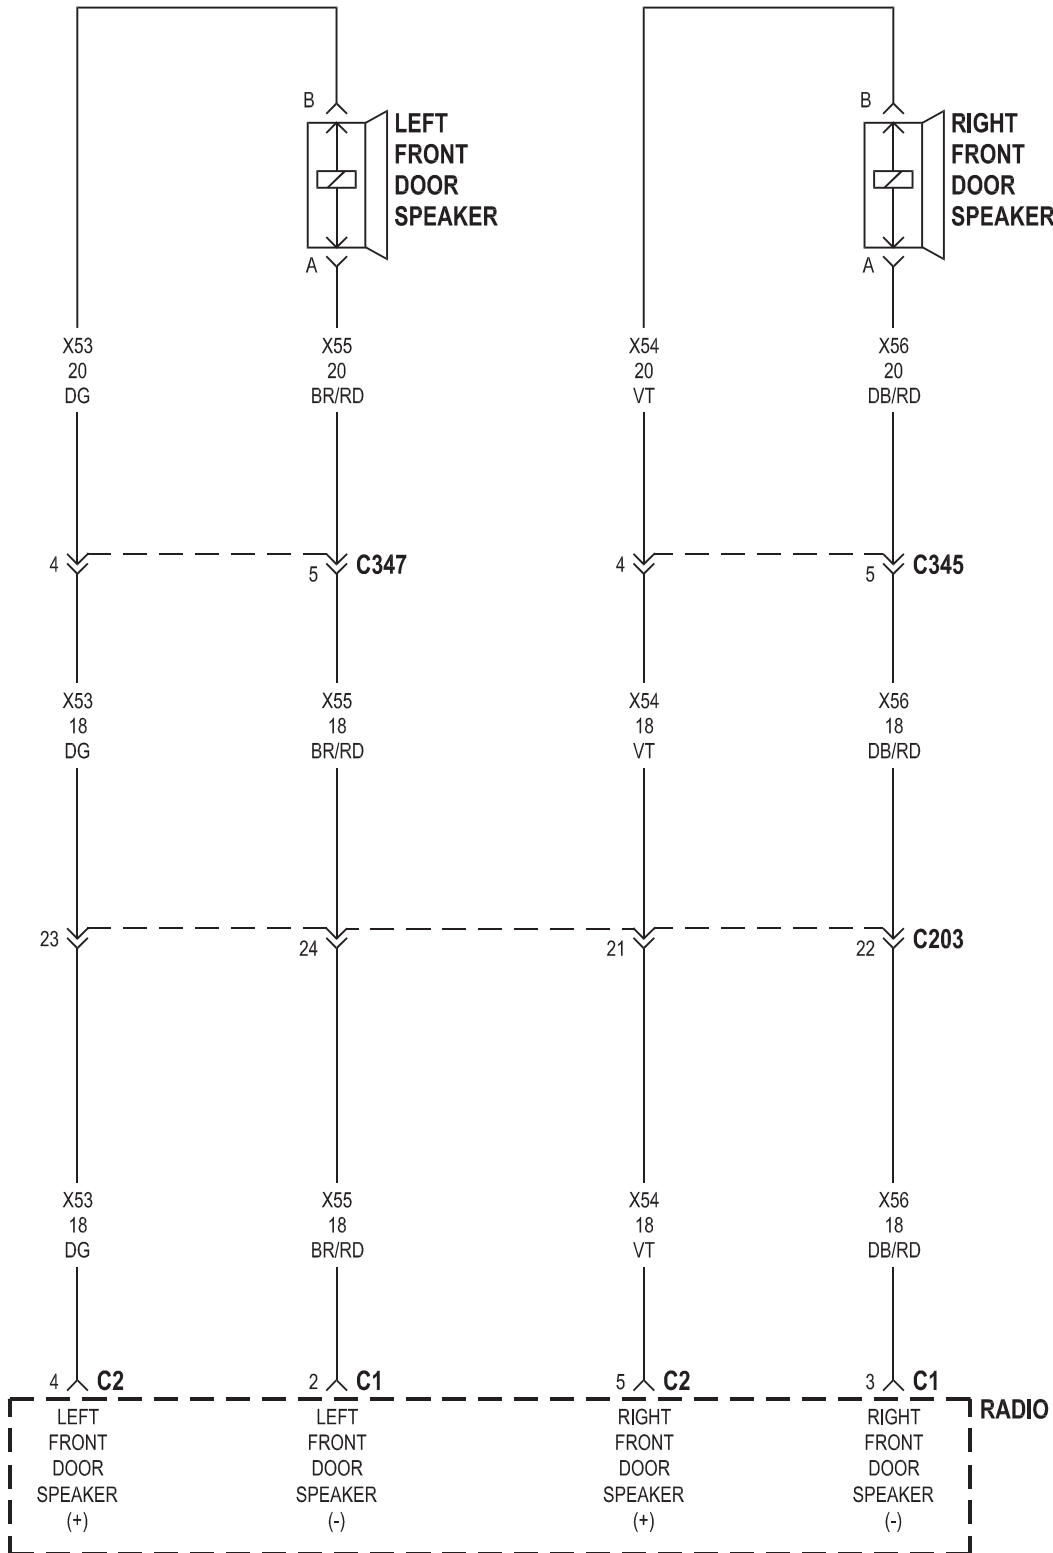 B
LEFT
FRONT
DOOR
SPEAKER
A
B
RIGHT
FRONT
DOOR
SPEAKER
A
X53
20
DG
X55
20
BR/RD
X54
20
VT
X56
20
DB/RD
4
5
C347
4
5
C345
X53
18
DG
X55
18
BR/RD
X54
18
VT
X56
18
DB/RD
23
24
21
22
C203
X53
18
DG
X55
18
BR/RD
X54
18
VT
X56
18
DB/RD
4
C2
2
C1
5
C2
3
C1
RADIO
LEFT
FRONT
DOOR
SPEAKER
(+)
LEFT
FRONT
DOOR
SPEAKER
(-)
RIGHT
FRONT
DOOR
SPEAKER
(+)
RIGHT
FRONT
DOOR
SPEAKER
(-)